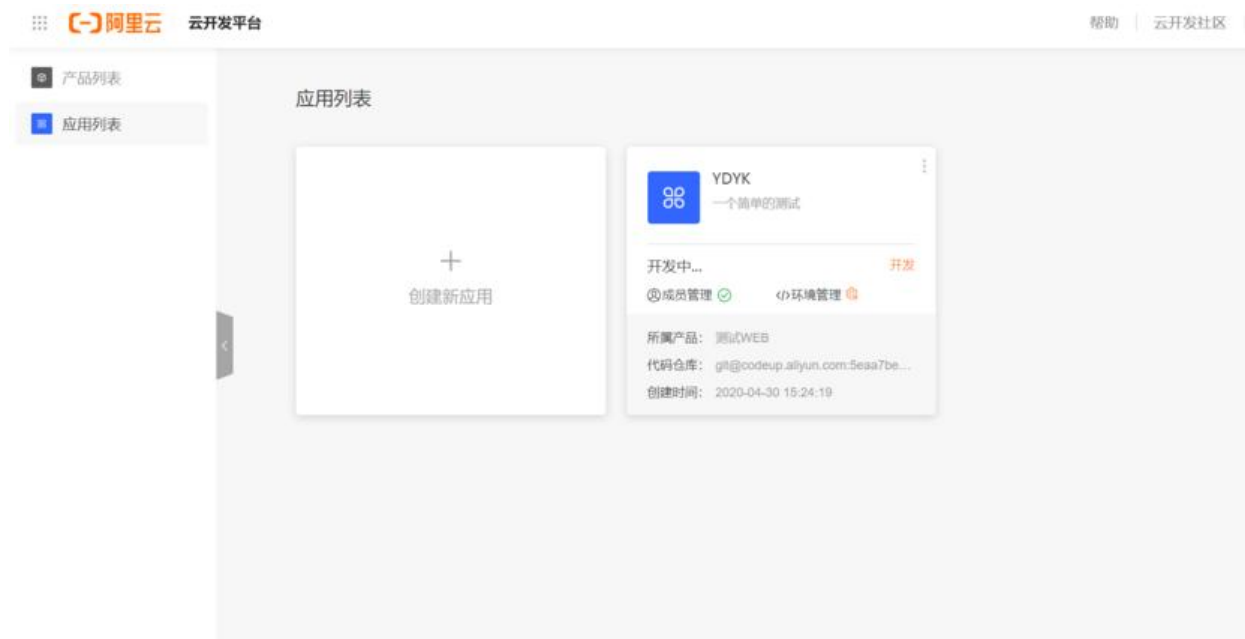 阿里云 云开发平台 帮助 云开发社区
产品列表
应用列表
应用列表
创建新应用
YDYK
一个简单的测试
开发中... 开发
成员管理 </>环境管理
所属产品： 测试WEB
代码仓库： git@codeup.aliyun.com:5eaa7be...
创建时间： 2020-04-30 15:24:19